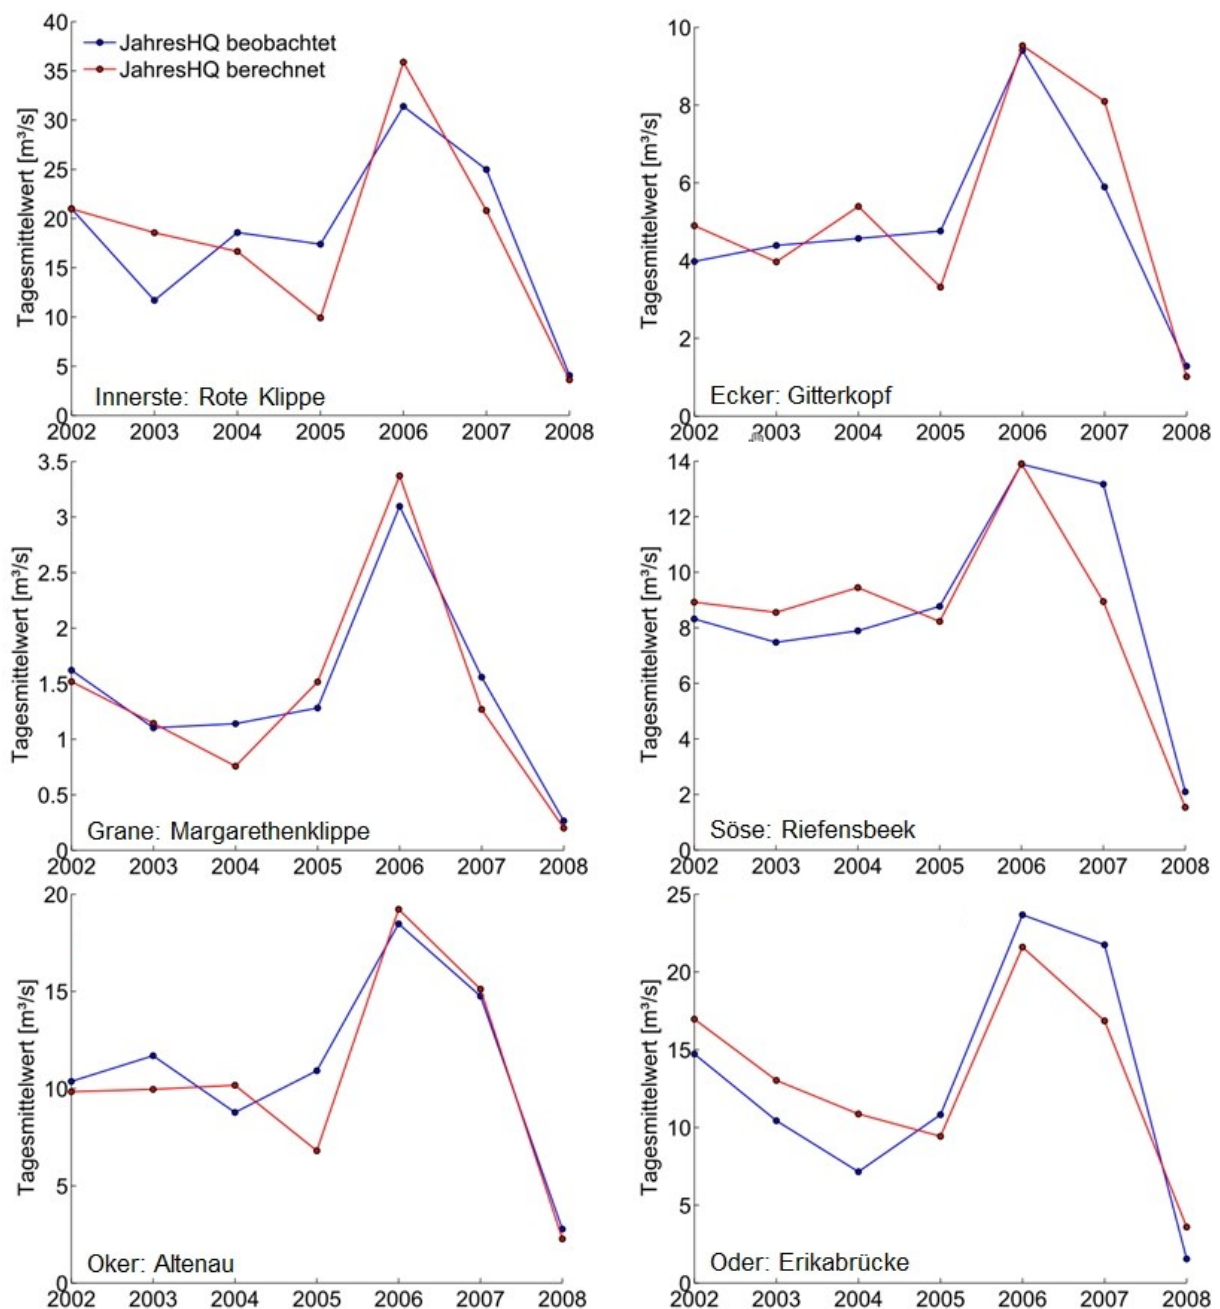 JahresHQ beobachtet
JahresHQ berechnet
Tagesmittelwert [m³/s]
40
35
30
25
20
15
10
5
0
Innerste: Rote Klippe
2002 2003 2004 2005 2006 2007 2008
Tagesmittelwert [m³/s]
10
8
6
4
2
0
Ecker: Gitterkopf
2002 2003 2004 2005 2006 2007 2008
Tagesmittelwert [m³/s]
3.5
3
2.5
2
1.5
1
0.5
0
Grane: Margarethenklippe
2002 2003 2004 2005 2006 2007 2008
Tagesmittelwert [m³/s]
14
12
10
8
6
4
2
0
Söse: Riefensbeek
2002 2003 2004 2005 2006 2007 2008
Tagesmittelwert [m³/s]
20
15
10
5
0
Oker: Altenau
2002 2003 2004 2005 2006 2007 2008
Tagesmittelwert [m³/s]
25
20
15
10
5
0
Oder: Erikabrücke
2002 2003 2004 2005 2006 2007 2008